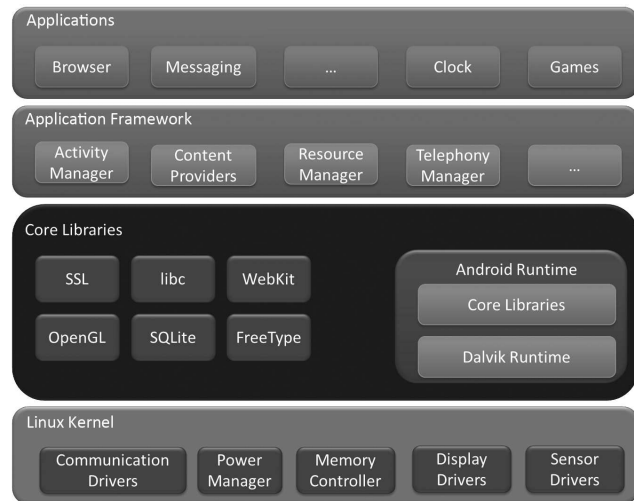 Applications
Browser
Messaging
...
Clock
Games
Application Framework
Activity
Manager
Content
Providers
Resource
Manager
Telephony
Manager
...
Core Libraries
SSL
libc
WebKit
OpenGL
SQLite
FreeType
Android Runtime
Core Libraries
Dalvik Runtime
Linux Kernel
Communication
Drivers
Power
Manager
Memory
Controller
Display
Drivers
Sensor
Drivers